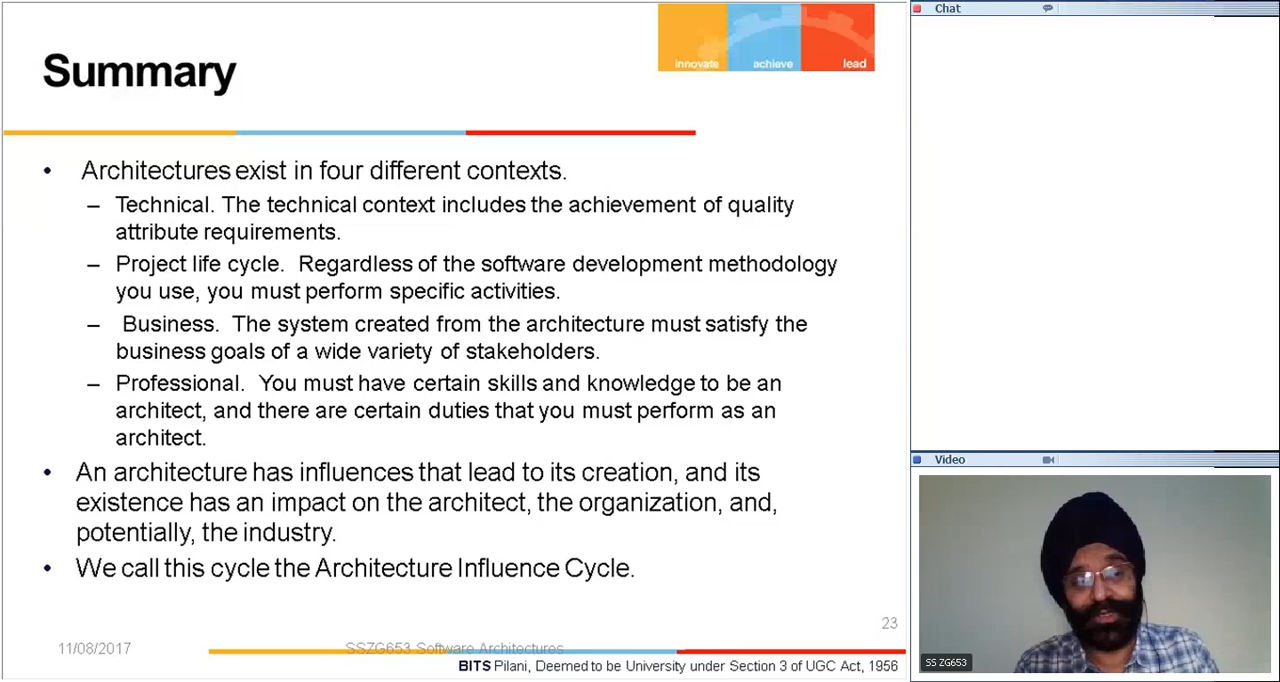 Summary
innovate achieve lead
• Architectures exist in four different contexts.
– Technical. The technical context includes the achievement of quality
attribute requirements.
– Project life cycle. Regardless of the software development methodology
you use, you must perform specific activities.
– Business. The system created from the architecture must satisfy the
business goals of a wide variety of stakeholders.
– Professional. You must have certain skills and knowledge to be an
architect, and there are certain duties that you must perform as an
architect.
• An architecture has influences that lead to its creation, and its
existence has an impact on the architect, the organization, and,
potentially, the industry.
• We call this cycle the Architecture Influence Cycle.
23
11/08/2017
SSZG653 Software Architectures
BITS Pilani, Deemed to be University under Section 3 of UGC Act, 1956
Chat
Video
SS ZG653